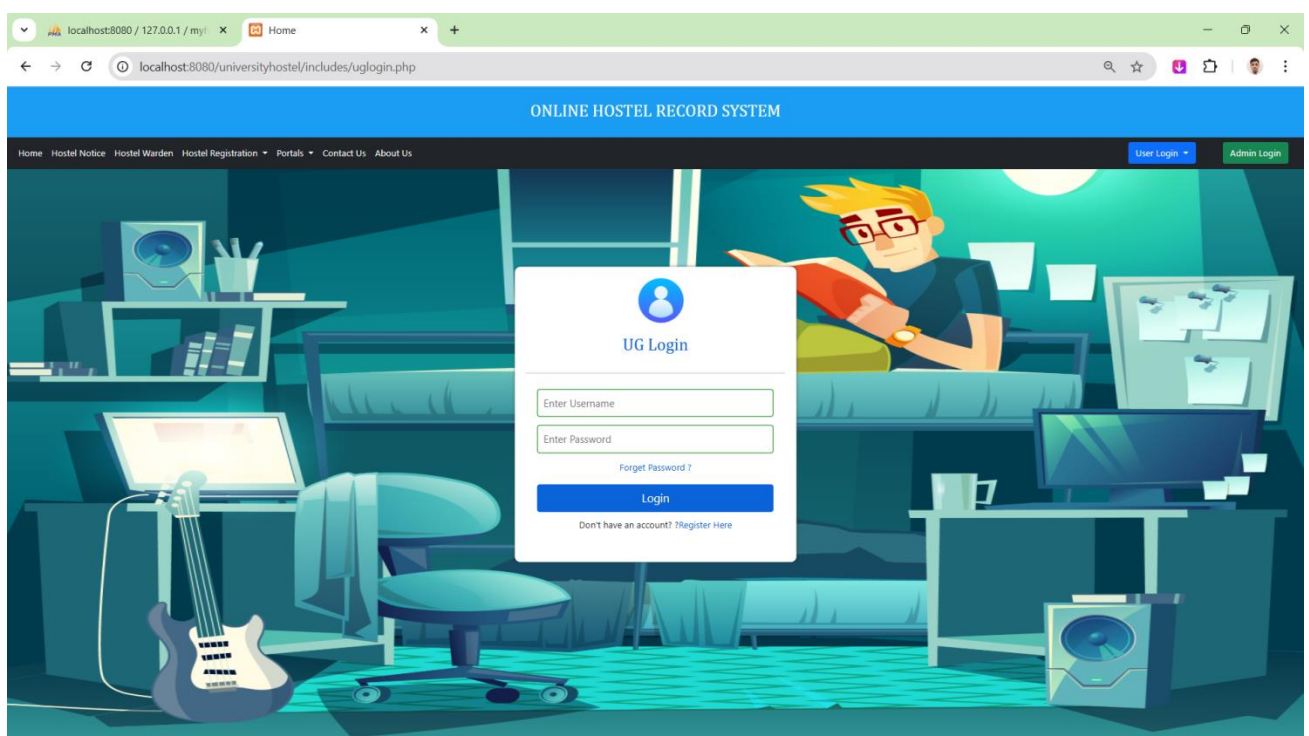 localhost:8080 / 127.0.0.1 / myl
Home
localhost:8080/universityhostel/includes/uglogin.php
ONLINE HOSTEL RECORD SYSTEM
Home Hostel Notice Hostel Warden Hostel Registration Portals Contact Us About Us User Login Admin Login
UG Login
Enter Username
Enter Password
Forget Password ?
Login
Don't have an account? ?Register Here